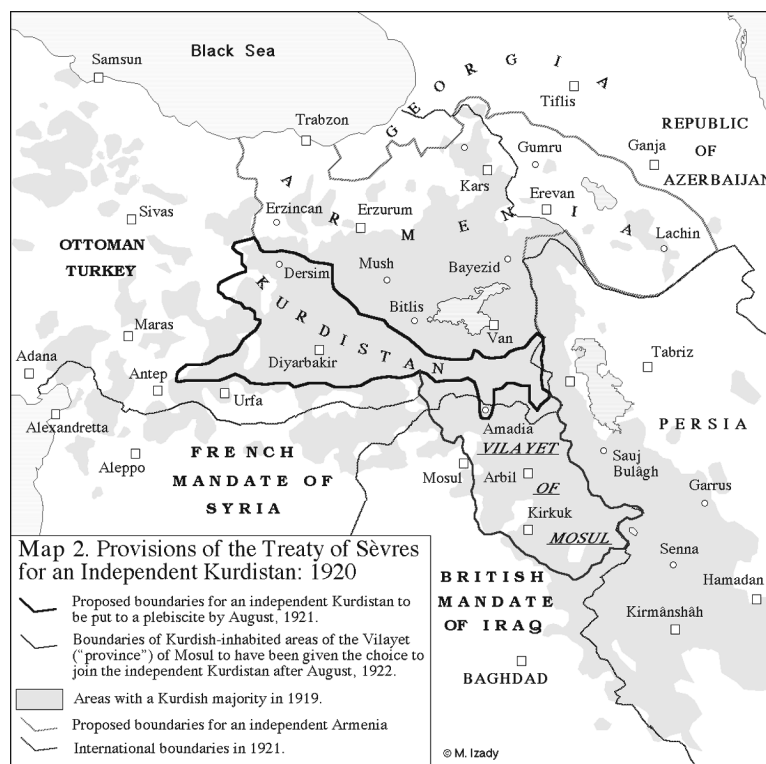 Black Sea
Samsun
GEORGIA
Tiflis
Trabzon
REPUBLIC
OF
AZERBAIJAN
Gumru
Ganja
Kars
ARMENIA
Erevan
Sivas
Erzincan
Erzurum
Lachin
OTTOMAN
TURKEY
Dersim
Mush
Bayezid
KURDISTAN
Bitlis
Van
Maras
Diyarbakir
Tabriz
Adana
Antep
Urfa
PERSIA
Alexandretta
Amadia
Aleppo
FRENCH
MANDATE OF
SYRIA
VILAYET
OF
MOSUL
Mosul
Arbil
Sauj
Bulâgh
Garrus
Kirkuk
Senna
Hamadan
BRITISH
MANDATE
OF IRAQ
Kirmânshâh
BAGHDAD
Map 2. Provisions of the Treaty of Sèvres
for an Independent Kurdistan: 1920
Proposed boundaries for an independent Kurdistan to
be put to a plebiscite by August, 1921.
Boundaries of Kurdish-inhabited areas of the Vilayet
("province") of Mosul to have been given the choice to
join the independent Kurdistan after August, 1922.
Areas with a Kurdish majority in 1919.
Proposed boundaries for an independent Armenia
International boundaries in 1921.
© M. Izady